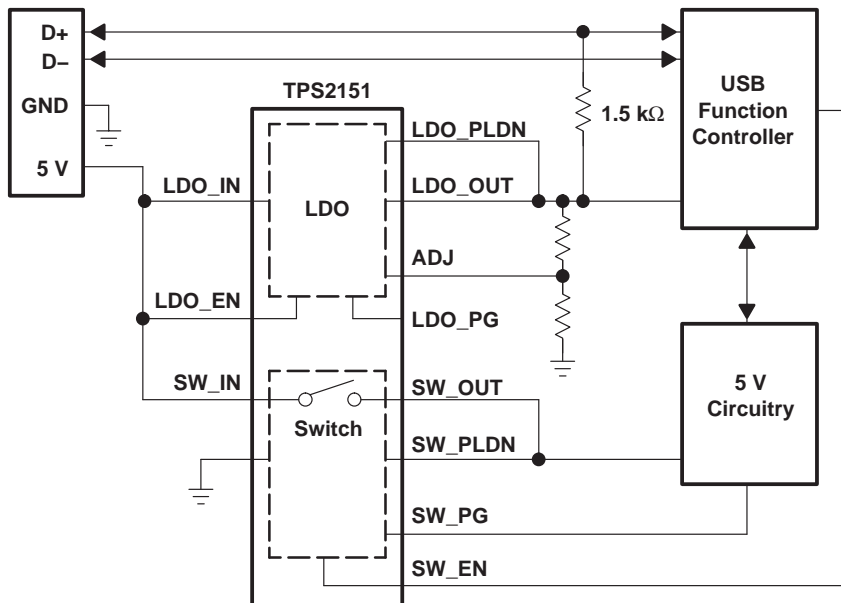 D+
D–
GND
5 V
TPS2151
LDO_IN
LDO
LDO_EN
SW_IN
Switch
LDO_PLDN
LDO_OUT
ADJ
LDO_PG
SW_OUT
SW_PLDN
SW_PG
SW_EN
1.5 kΩ
USB
Function
Controller
5 V
Circuitry